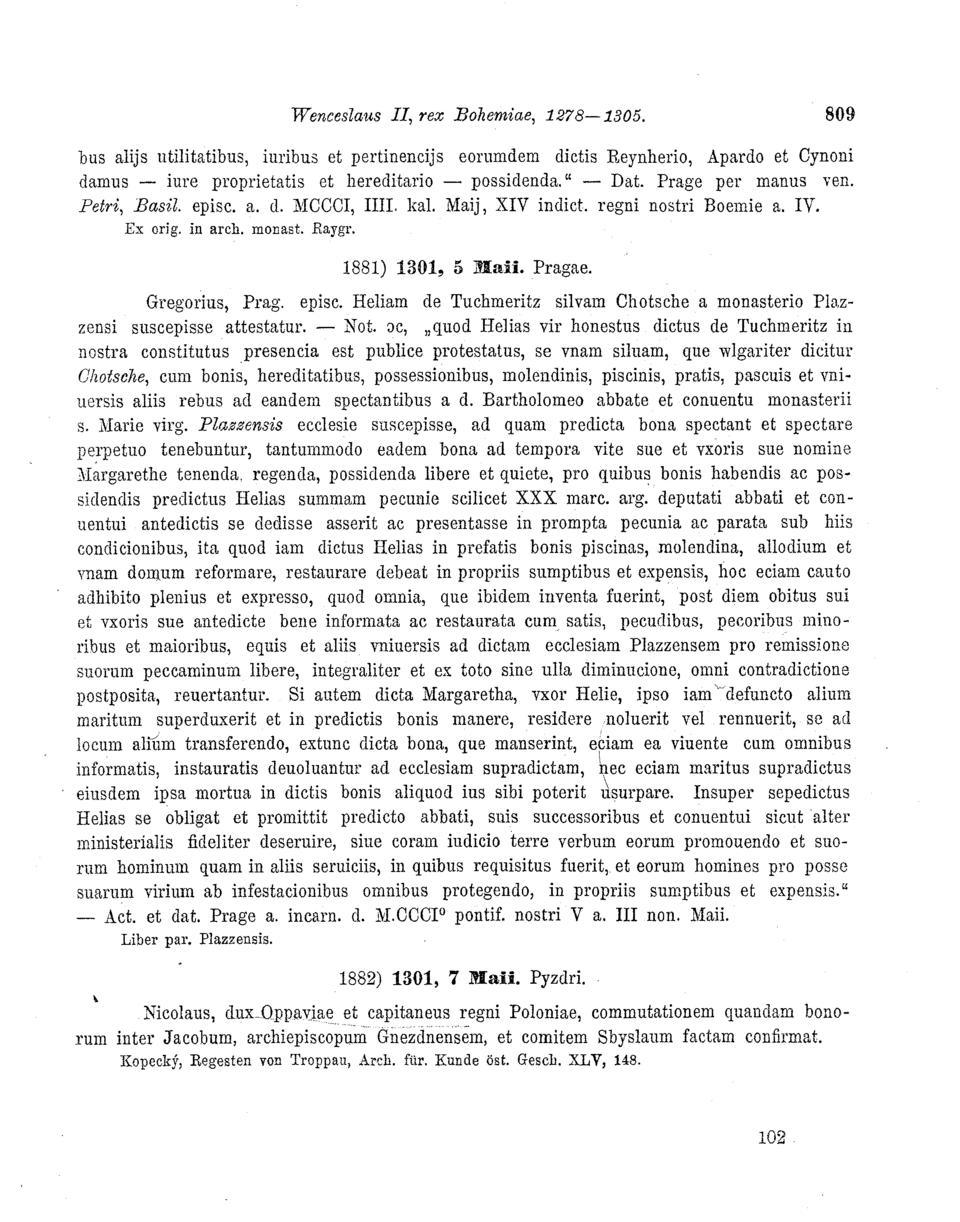 Wenceslaus II, rex Bohemiae, 1278—1305. 809
bus alijs utilitatibus, iuribus et pertinencijs eorumdem dictis Reynherio, Apardo et Cynoni
damus — iure proprietatis et hereditario — possidenda.“ — Dat. Prage per manus ven.
Petri, Basil. episc. a. d. MCCCI, IIII. kal. Maij, XIV indict. regni nostri Boemie a. IV.
Ex orig. in arch. monast. Raygr.
1881) 1301, 5 Maii. Pragae.
Gregorius, Prag. episc. Heliam de Tuchmeritz silvam Chotsche a monasterio Plaz-
zensi suscepisse attestatur. — Not. ɔc, „quod Helias vir honestus dictus de Tuchmeritz in
nostra constitutus presencia est publice protestatus, se vnam siluam, que wlgariter dicitur
Chotsche, cum bonis, hereditatibus, possessionibus, molendinis, piscinis, pratis, pascuis et vni-
uersis aliis rebus ad eandem spectantibus a d. Bartholomeo abbate et conuentu monasterii
s. Marie virg. Plazzensis ecclesie suscepisse, ad quam predicta bona spectant et spectare
perpetuo tenebuntur, tantummodo eadem bona ad tempora vite sue et vxoris sue nomine
Margarethe tenenda, regenda, possidenda libere et quiete, pro quibus bonis habendis ac pos-
sidendis predictus Helias summam pecunie scilicet XXX marc. arg. deputati abbati et con-
uentui antedictis se dedisse asserit ac presentasse in prompta pecunia ac parata sub hiis
condicionibus, ita quod iam dictus Helias in prefatis bonis piscinas, molendina, allodium et
vnam domum reformare, restaurare debeat in propriis sumptibus et expensis, hoc eciam cauto
adhibito plenius et expresso, quod omnia, que ibidem inventa fuerint, post diem obitus sui
et vxoris sue antedicte bene informata ac restaurata cum satis, pecudibus, pecoribus mino-
ribus et maioribus, equis et aliis vniuersis ad dictam ecclesiam Plazzensem pro remissione
suorum peccaminum libere, integraliter et ex toto sine ulla diminucione, omni contradictione
postposita, reuertantur. Si autem dicta Margaretha, vxor Helie, ipso iam defuncto alium
maritum superduxerit et in predictis bonis manere, residere noluerit vel rennuerit, se ad
locum alium transferendo, extunc dicta bona, que manserint, eciam ea viuente cum omnibus
informatis, instauratis deuoluantur ad ecclesiam supradictam, nec eciam maritus supradictus
eiusdem ipsa mortua in dictis bonis aliquod ius sibi poterit usurpare. Insuper sepedictus
Helias se obligat et promittit predicto abbati, suis successoribus et conuentui sicut alter
ministerialis fideliter deseruire, siue coram iudicio terre verbum eorum promouendo et suo-
rum hominum quam in aliis seruiciis, in quibus requisitus fuerit, et eorum homines pro posse
suarum virium ab infestacionibus omnibus protegendo, in propriis sumptibus et expensis.“
— Act. et dat. Prage a. incarn. d. M.CCCI⁰ pontif. nostri V a. III non. Maii.
Liber par. Plazzensis.
1882) 1301, 7 Maii. Pyzdri.
Nicolaus, dux Oppaviae et capitaneus regni Poloniae, commutationem quandam bono-
rum inter Jacobum, archiepiscopum Gnezdnensem, et comitem Sbyslaum factam confirmat.
Kopecký, Regesten von Troppau, Arch. für. Kunde öst. Gesch. XLV, 148.
102